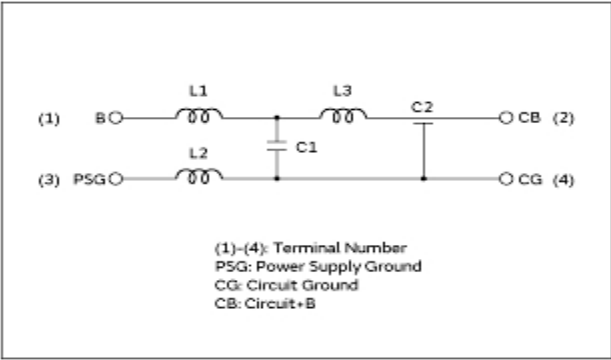 L1
L3
C2
(1) B
CB (2)
C1
L2
(3) PSG
CG (4)
(1)-(4): Terminal Number
PSG: Power Supply Ground
CG: Circuit Ground
CB: Circuit+B